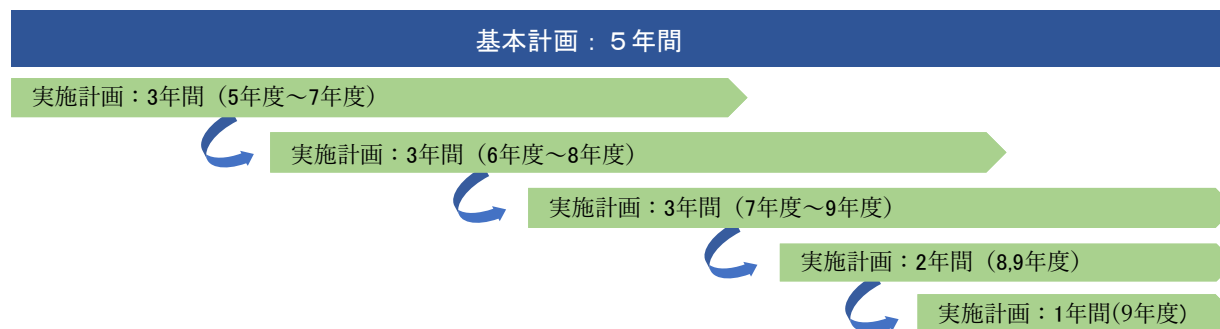 基本計画：５年間
実施計画：3年間（5年度～7年度）
実施計画：3年間（6年度～8年度）
実施計画：3年間（7年度～9年度）
実施計画：2年間（8,9年度）
実施計画：1年間(9年度)